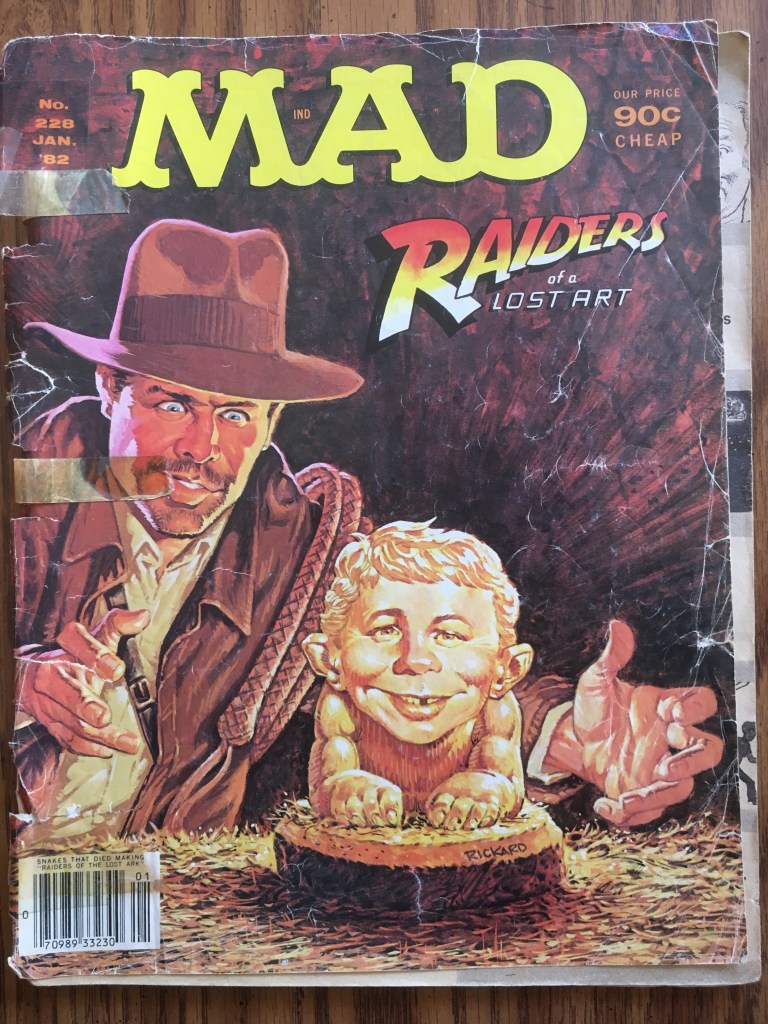 No.
228
JAN.
'82
MAD
IND
OUR PRICE
90¢
CHEAP
RAIDERS
of a
LOST ART
RICKARD
SNAKES THAT DIED MAKING
"RAIDERS OF THE LOST ARK"
01
0
70989 33230
s